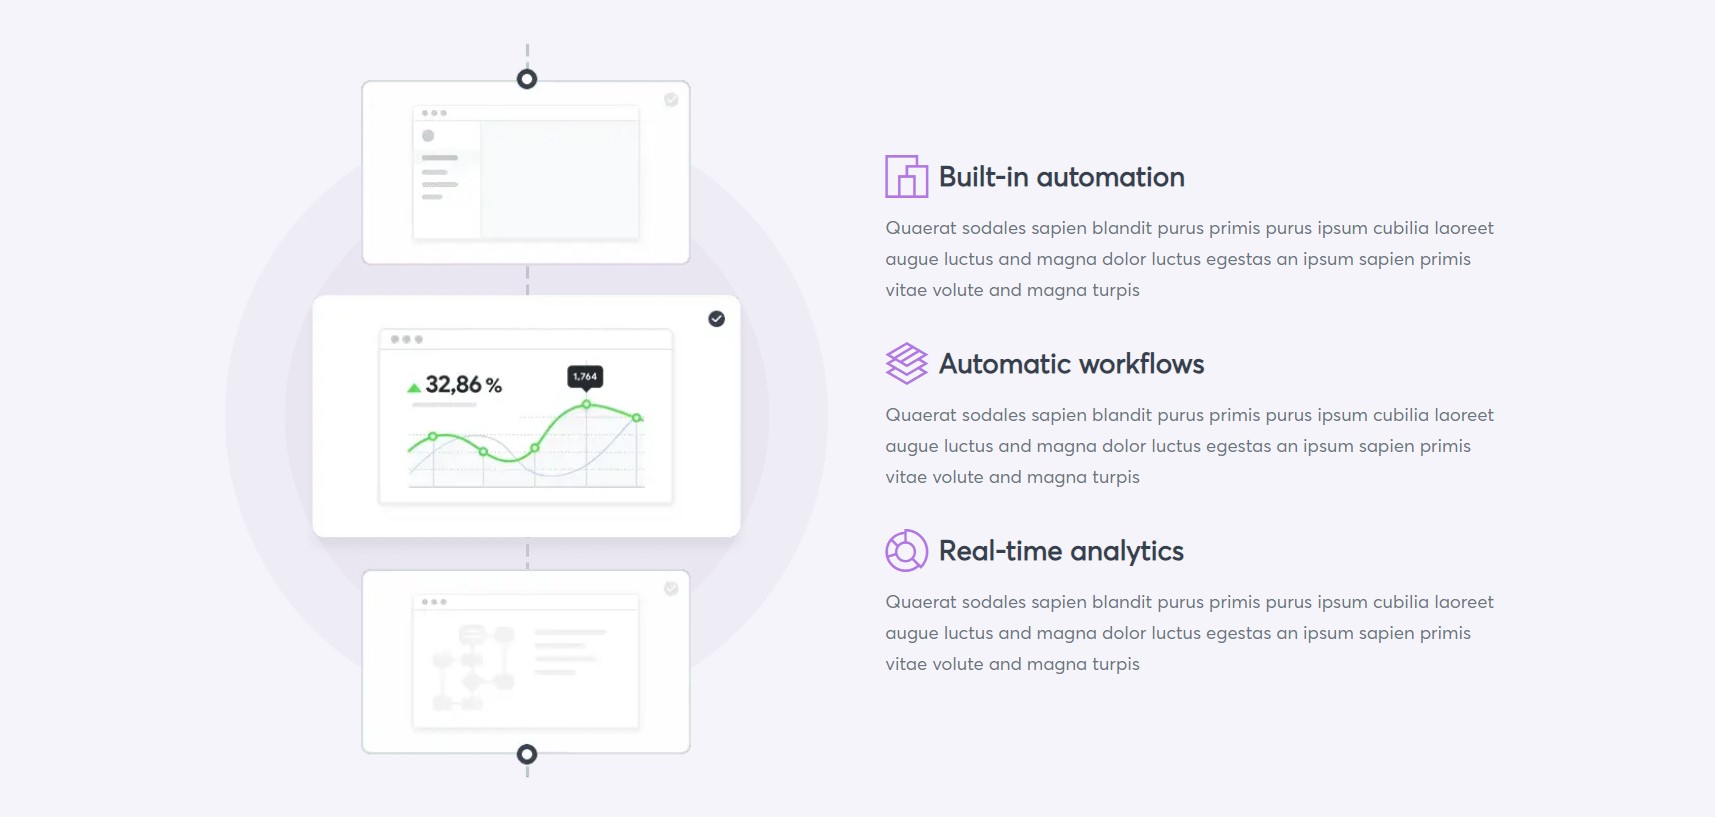 32,86 %
1,764
Built-in automation
Quaerat sodales sapien blandit purus primis purus ipsum cubilia laoreet
augue luctus and magna dolor luctus egestas an ipsum sapien primis
vitae volute and magna turpis
Automatic workflows
Quaerat sodales sapien blandit purus primis purus ipsum cubilia laoreet
augue luctus and magna dolor luctus egestas an ipsum sapien primis
vitae volute and magna turpis
Real-time analytics
Quaerat sodales sapien blandit purus primis purus ipsum cubilia laoreet
augue luctus and magna dolor luctus egestas an ipsum sapien primis
vitae volute and magna turpis